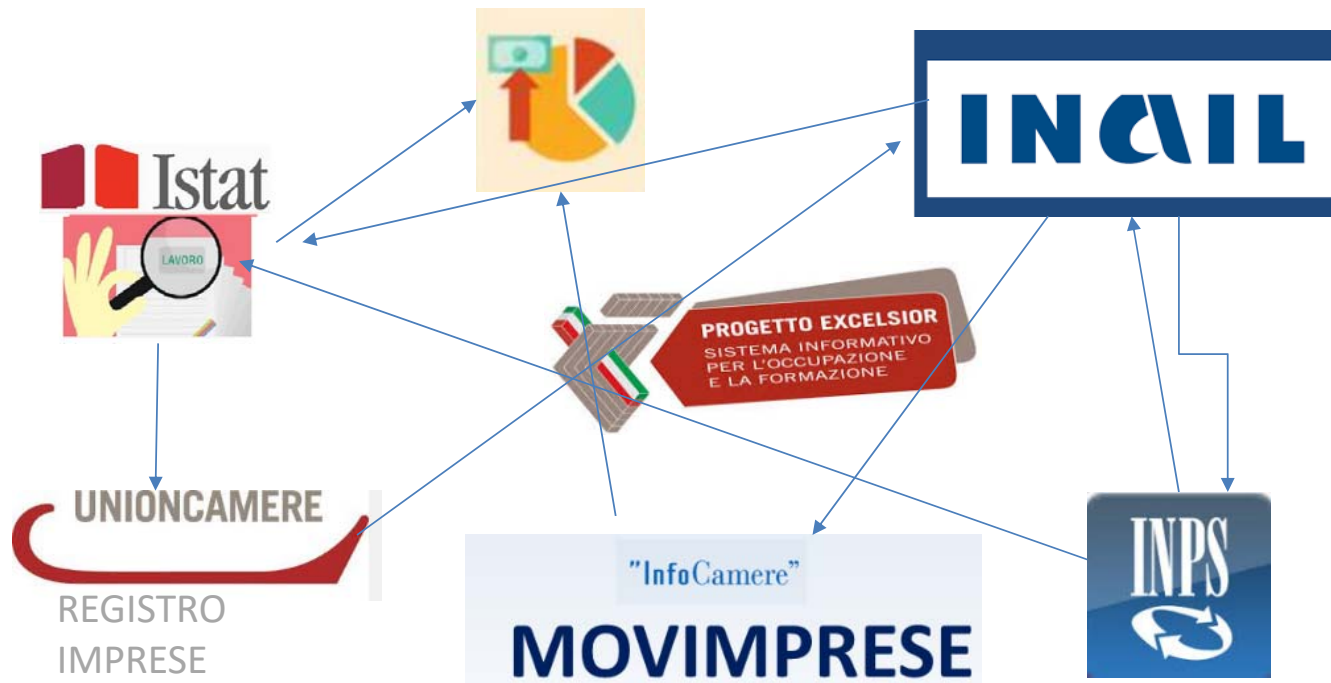 Istat
LAVORO
INAIL
PROGETTO EXCELSIOR
SISTEMA INFORMATIVO
PER L'OCCUPAZIONE
E LA FORMAZIONE
UNIONCAMERE
REGISTRO
IMPRESE
"InfoCamere"
MOVIMPRESE
INPS